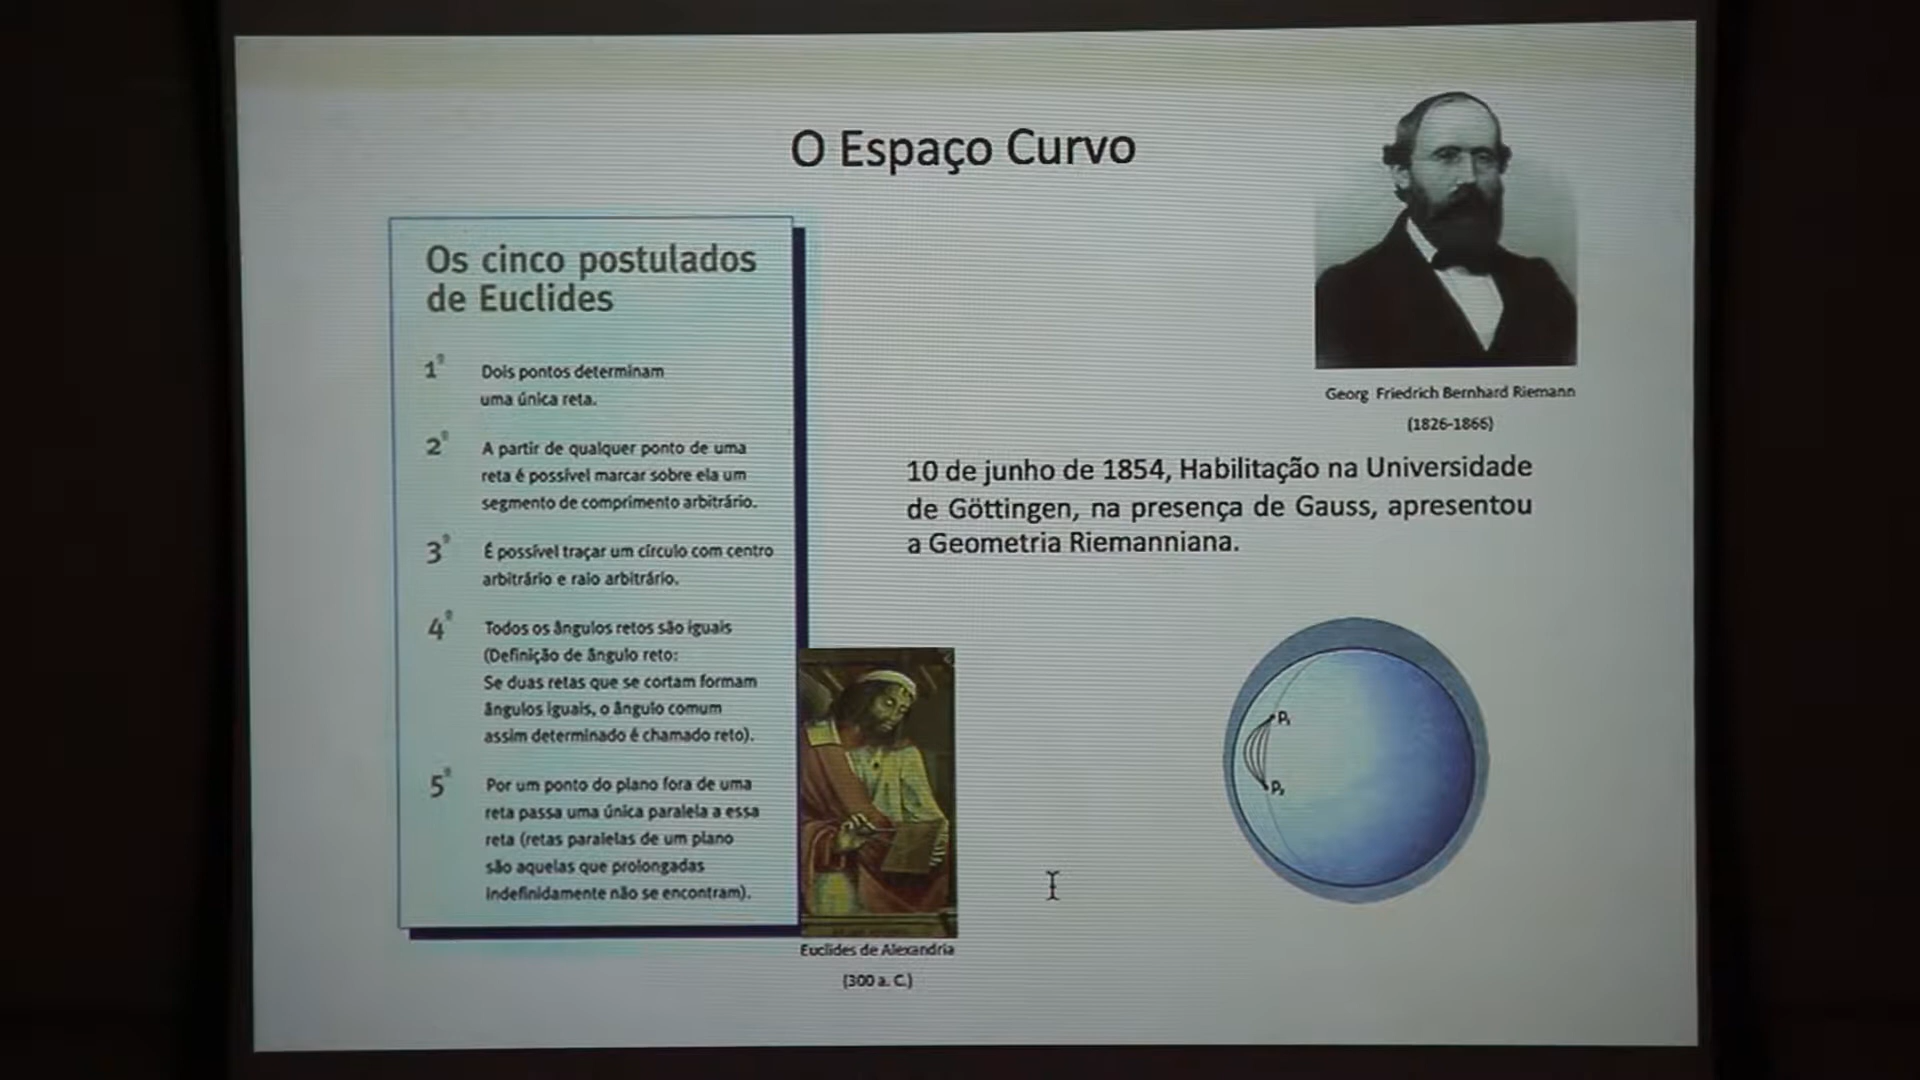 O Espaço Curvo
Os cinco postulados
de Euclides
1º Dois pontos determinam
uma única reta.
2º A partir de qualquer ponto de uma
reta é possível marcar sobre ela um
segmento de comprimento arbitrário.
3º É possível traçar um círculo com centro
arbitrário e raio arbitrário.
4º Todos os ângulos retos são iguais
(Definição de ângulo reto:
Se duas retas que se cortam formam
ângulos iguais, o ângulo comum
assim determinado é chamado reto).
5º Por um ponto do plano fora de uma
reta passa uma única paralela a essa
reta (retas paralelas de um plano
são aquelas que prolongadas
indefinidamente não se encontram).
Euclides de Alexandria
(300 a. C.)
Georg Friedrich Bernhard Riemann
(1826-1866)
10 de junho de 1854, Habilitação na Universidade
de Göttingen, na presença de Gauss, apresentou
a Geometria Riemanniana.
P₁
P₂